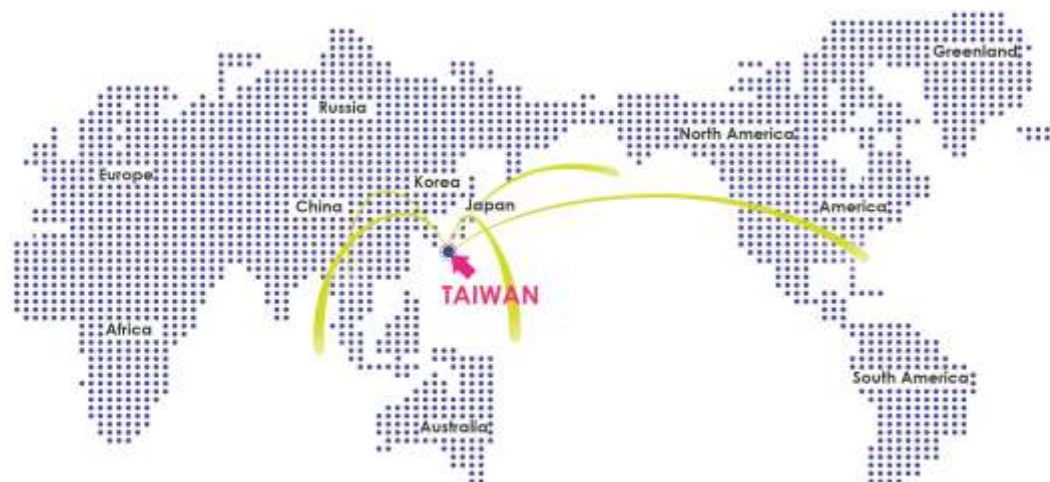 Greenland
Russia
North America
Europe
Korea
China
Japan
America
TAIWAN
Africa
South America
Australia